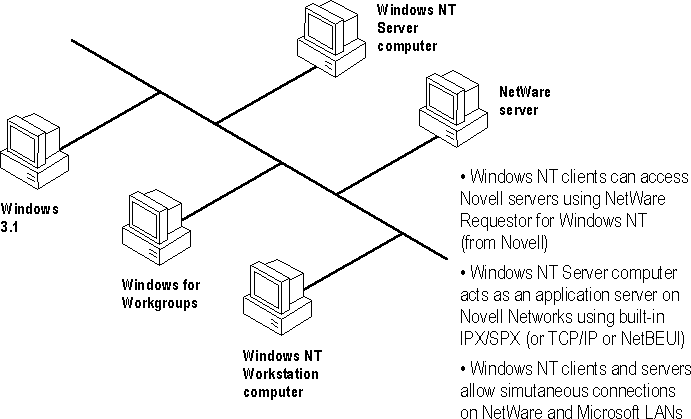 Windows NT
Server
computer
NetWare
server
Windows
3.1
Windows for
Workgroups
Windows NT
Workstation
computer
• Windows NT clients can access
Novell servers using NetWare
Requestor for Windows NT
(from Novell)
• Windows NT Server computer
acts as an application server on
Novell Networks using built-in
IPX/SPX (or TCP/IP or NetBEUI)
• Windows NT clients and servers
allow simutaneous connections
on NetWare and Microsoft LANs